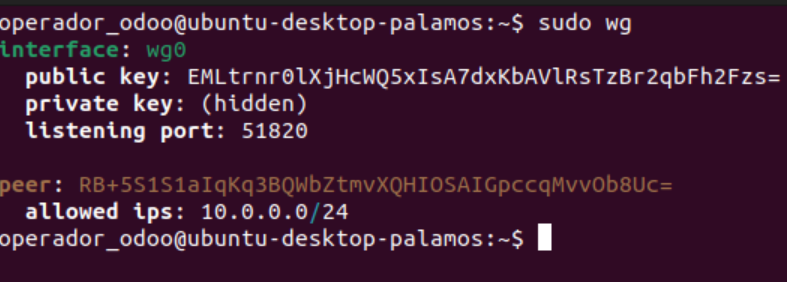 operador_odoo@ubuntu-desktop-palamos:~$ sudo wg
interface: wg0
public key: EMLtrnr0lXjHcWQ5xIsA7dxKbAVlRsTzBr2qbFh2Fzs=
private key: (hidden)
listening port: 51820
peer: RB+5S1S1aIqKq3BQWbZtmvXQHIOSAIGpccqMvvOb8Uc=
allowed ips: 10.0.0.0/24
operador_odoo@ubuntu-desktop-palamos:~$